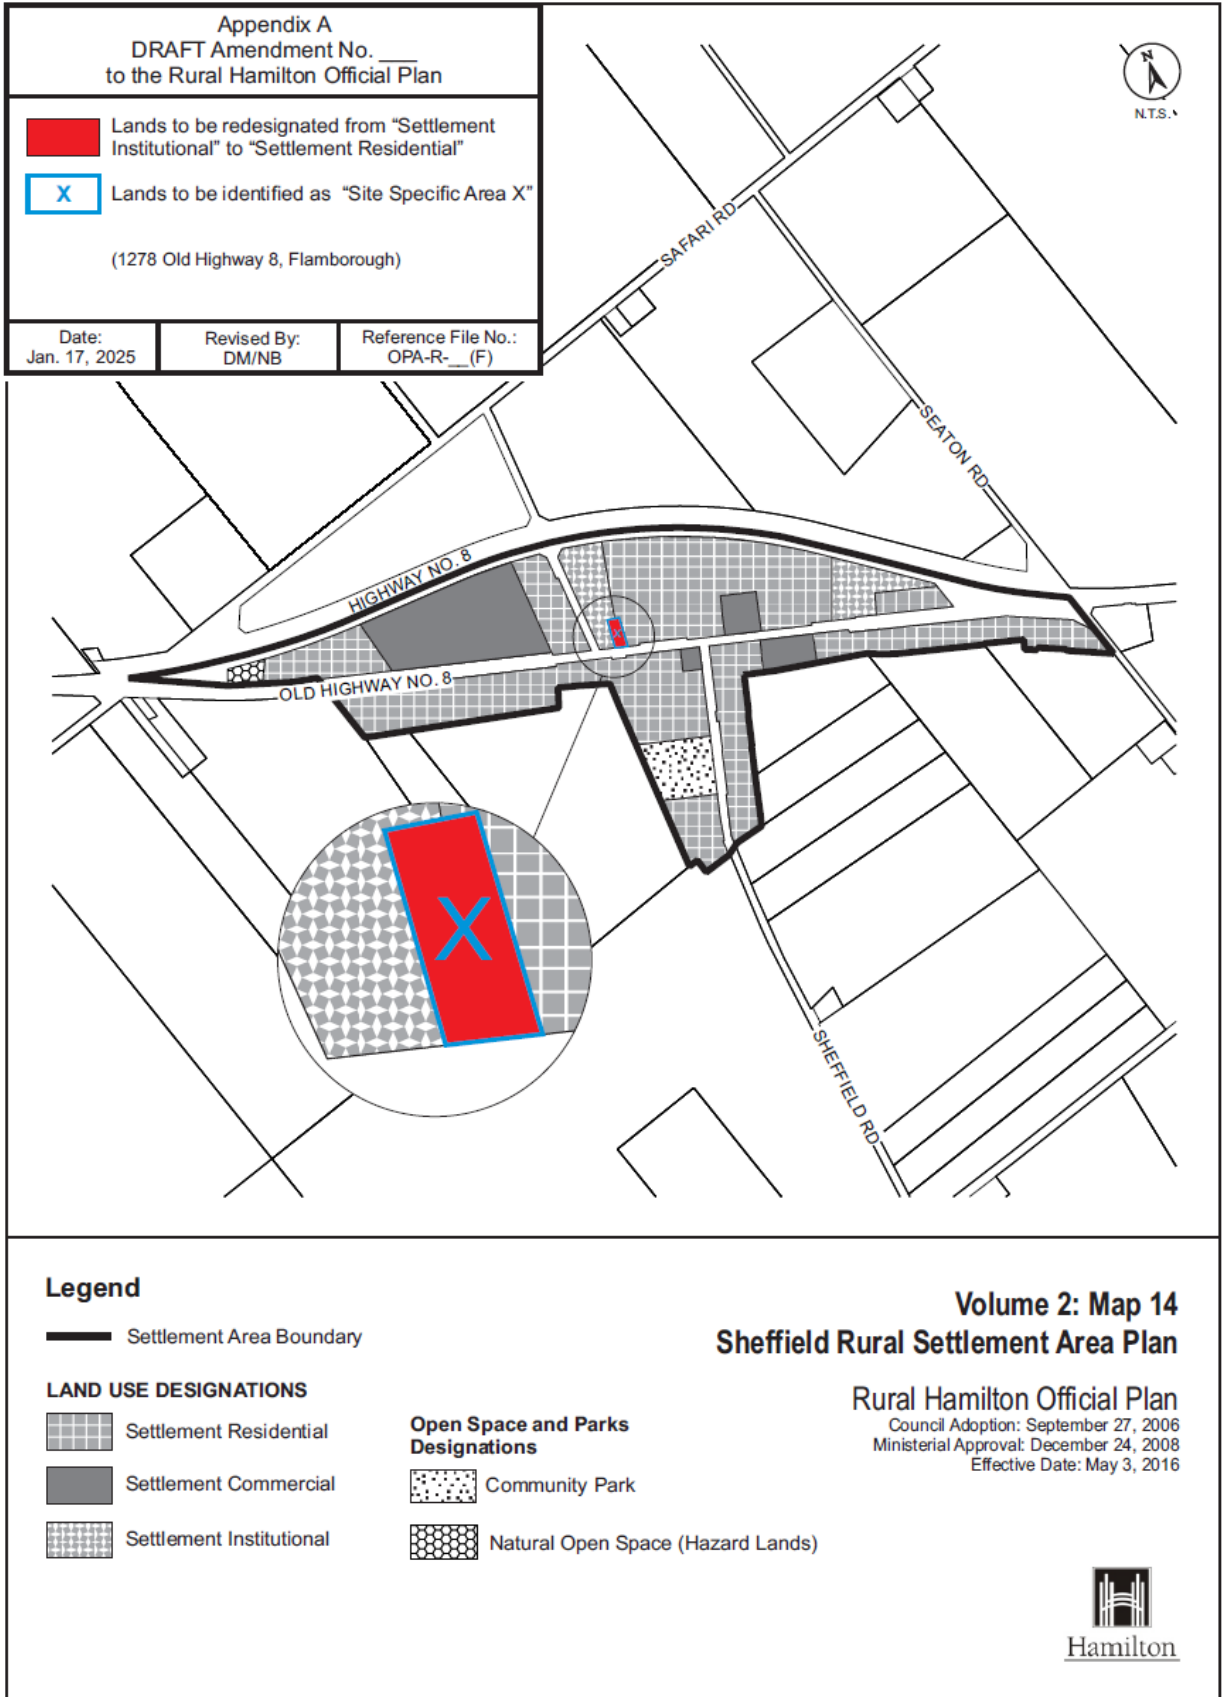 Appendix A
DRAFT Amendment No. ___
to the Rural Hamilton Official Plan
Lands to be redesignated from “Settlement
Institutional” to “Settlement Residential”
X
Lands to be identified as “Site Specific Area X”
(1278 Old Highway 8, Flamborough)
Date:
Jan. 17, 2025
Revised By:
DM/NB
Reference File No.:
OPA-R-__(F)
N
N.T.S.
SAFARI RD
SEATON RD
HIGHWAY NO. 8
X
OLD HIGHWAY NO. 8
X
SHEFFIELD RD
Legend
Settlement Area Boundary
LAND USE DESIGNATIONS
Settlement Residential
Settlement Commercial
Settlement Institutional
Open Space and Parks
Designations
Community Park
Natural Open Space (Hazard Lands)
Volume 2: Map 14
Sheffield Rural Settlement Area Plan
Rural Hamilton Official Plan
Council Adoption: September 27, 2006
Ministerial Approval: December 24, 2008
Effective Date: May 3, 2016
Hamilton